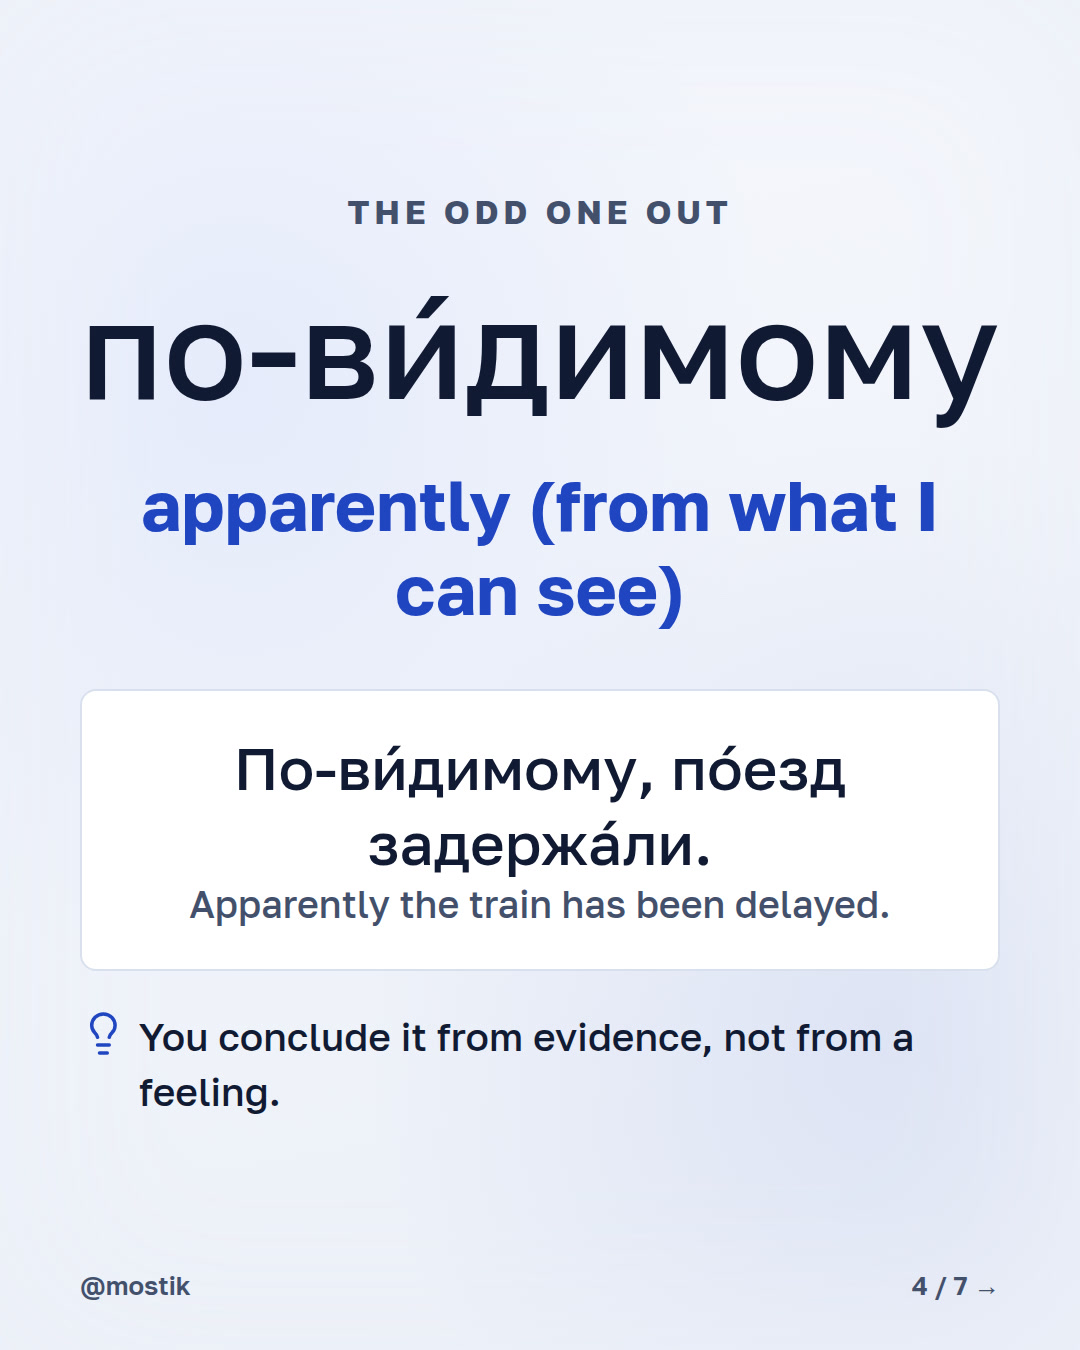 THE ODD ONE OUT
по-ви́димому
apparently (from what I
can see)
По-ви́димому, по́езд
задержа́ли.
Apparently the train has been delayed.
You conclude it from evidence, not from a
feeling.
@mostik
4 / 7 →